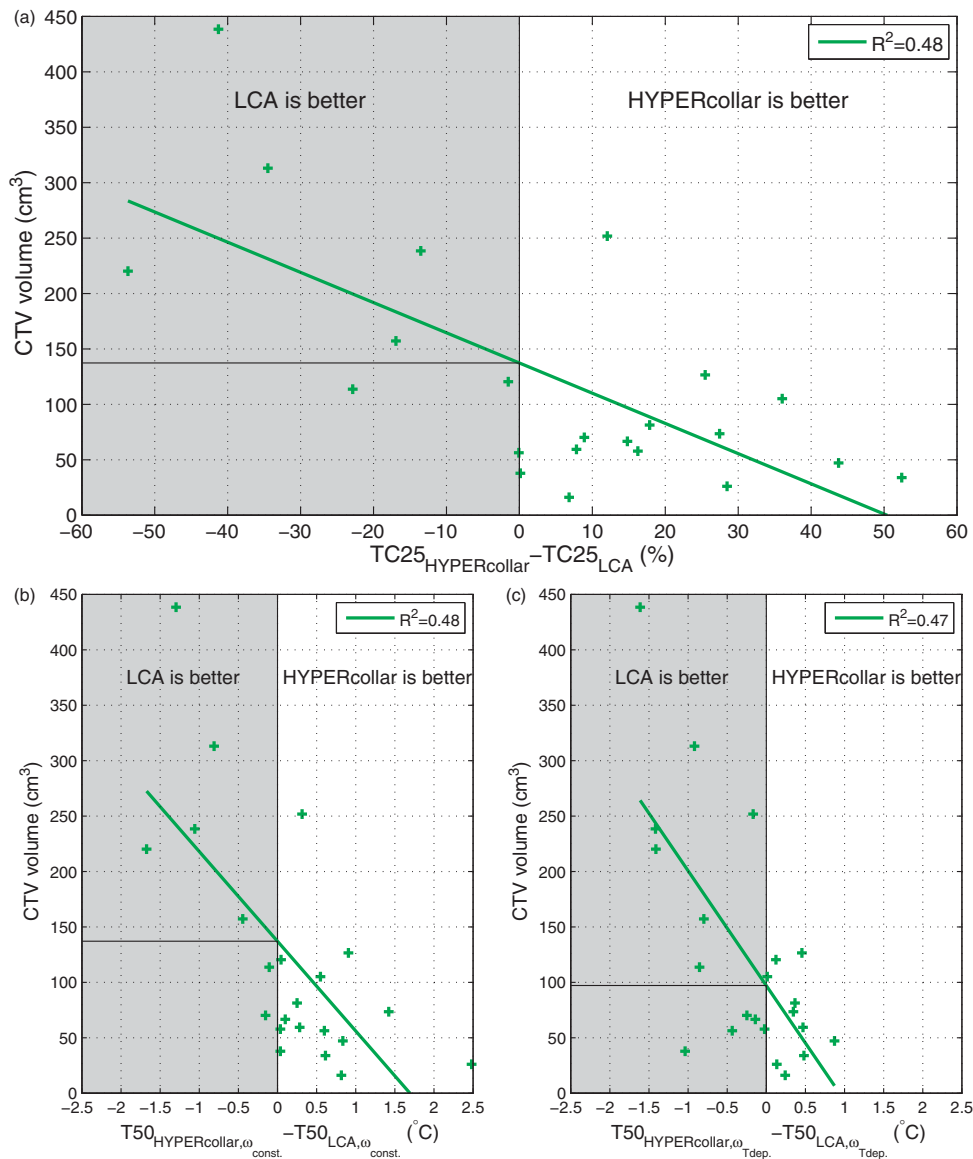 (a)
R²=0.48
LCA is better
HYPERcollar is better
CTV volume (cm³)
450
400
350
300
250
200
150
100
50
0
−60 −50 −40 −30 −20 −10 0 10 20 30 40 50 60
TC25HYPERcollar−TC25LCA (%)
(b)
R²=0.48
LCA is better
HYPERcollar is better
CTV volume (cm³)
450
400
350
300
250
200
150
100
50
0
−2.5 −2 −1.5 −1 −0.5 0 0.5 1 1.5 2 2.5
T50HYPERcollar,ωconst. −T50LCA,ωconst. (°C)
(c)
R²=0.47
LCA is better
HYPERcollar is better
CTV volume (cm³)
450
400
350
300
250
200
150
100
50
0
−2.5 −2 −1.5 −1 −0.5 0 0.5 1 1.5 2 2.5
T50HYPERcollar,ωTdep. −T50LCA,ωTdep. (°C)